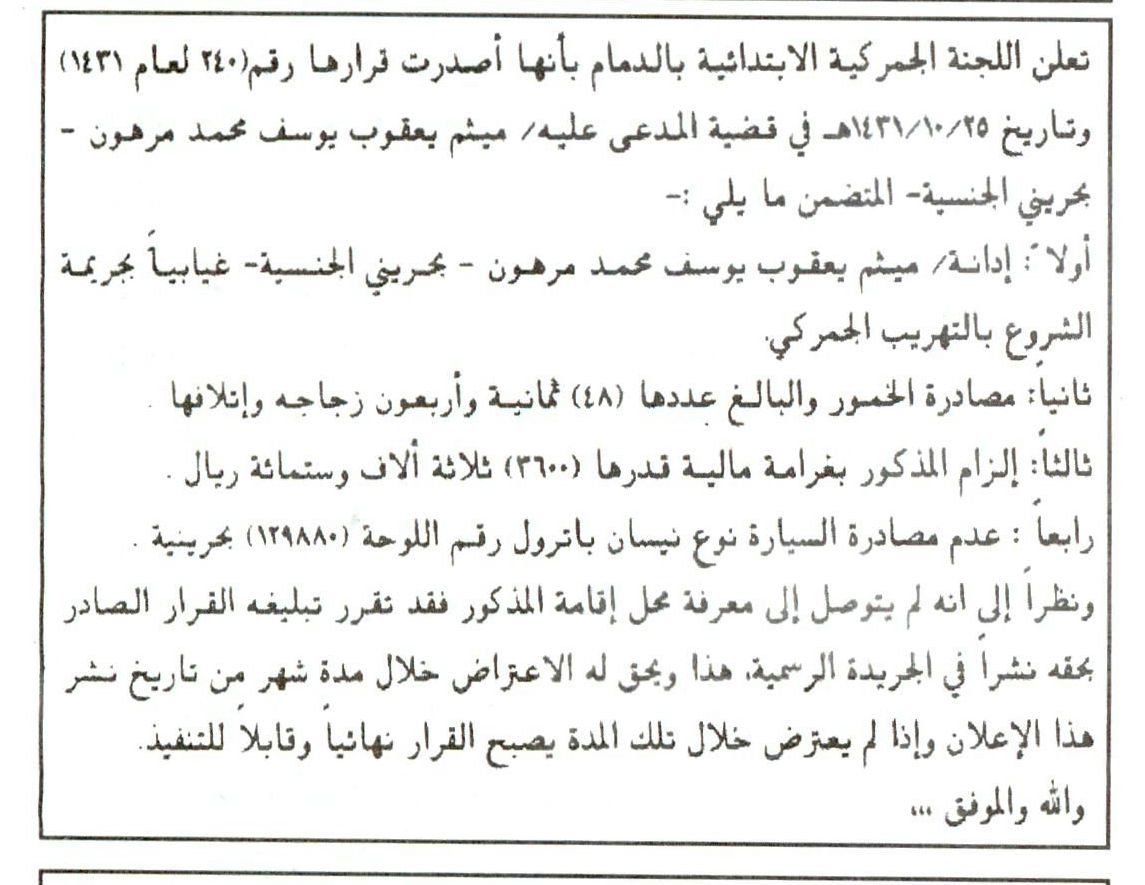 تعلن اللجنة الجمركية الابتدائية بالدمام بأنها أصدرت قرارها رقم(٢٤٠ لعام ١٤٣١)
وتاريخ ١٤٣١/١٠/٢٥هـ في قضية المدعى عليه/ ميثم يعقوب يوسف محمد مرهون -
بحريني الجنسية- المتضمن ما يلي :-
أولاً : إدانة/ ميثم يعقوب يوسف محمد مرهون - بحريني الجنسية- غيابياً بجريمة
الشروع بالتهريب الجمركي.
ثانياً: مصادرة الخمور والبالغ عددها (٤٨) ثمانية وأربعون زجاجه وإتلافها .
ثالثاً: إلزام المذكور بغرامة مالية قدرها (٣٦٠٠) ثلاثة ألاف وستمائة ريال .
رابعاً : عدم مصادرة السيارة نوع نيسان باترول رقم اللوحة (١٢٩٨٨٠) بحرينية .
ونظراً إلى انه لم يتوصل إلى معرفة محل إقامة المذكور فقد تقرر تبليغه القرار الصادر
بحقه نشراً في الجريدة الرسمية، هذا ويحق له الاعتراض خلال مدة شهر من تاريخ نشر
هذا الإعلان وإذا لم يعترض خلال تلك المدة يصبح القرار نهائياً وقابلاً للتنفيذ.
والله والموفق ...